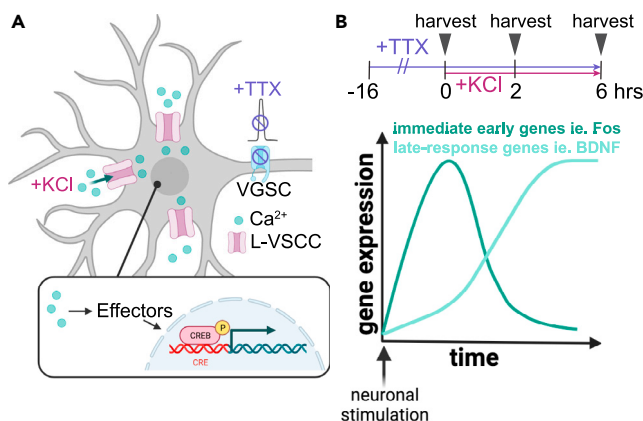 A
+TTX
VGSC
+KCl
Ca²⁺
L-VSCC
Effectors
CREB
P
CRE
B
harvest harvest harvest
+TTX
+KCl
-16 0 2 6 hrs
immediate early genes ie. Fos
late-response genes ie. BDNF
gene expression
time
neuronal
stimulation